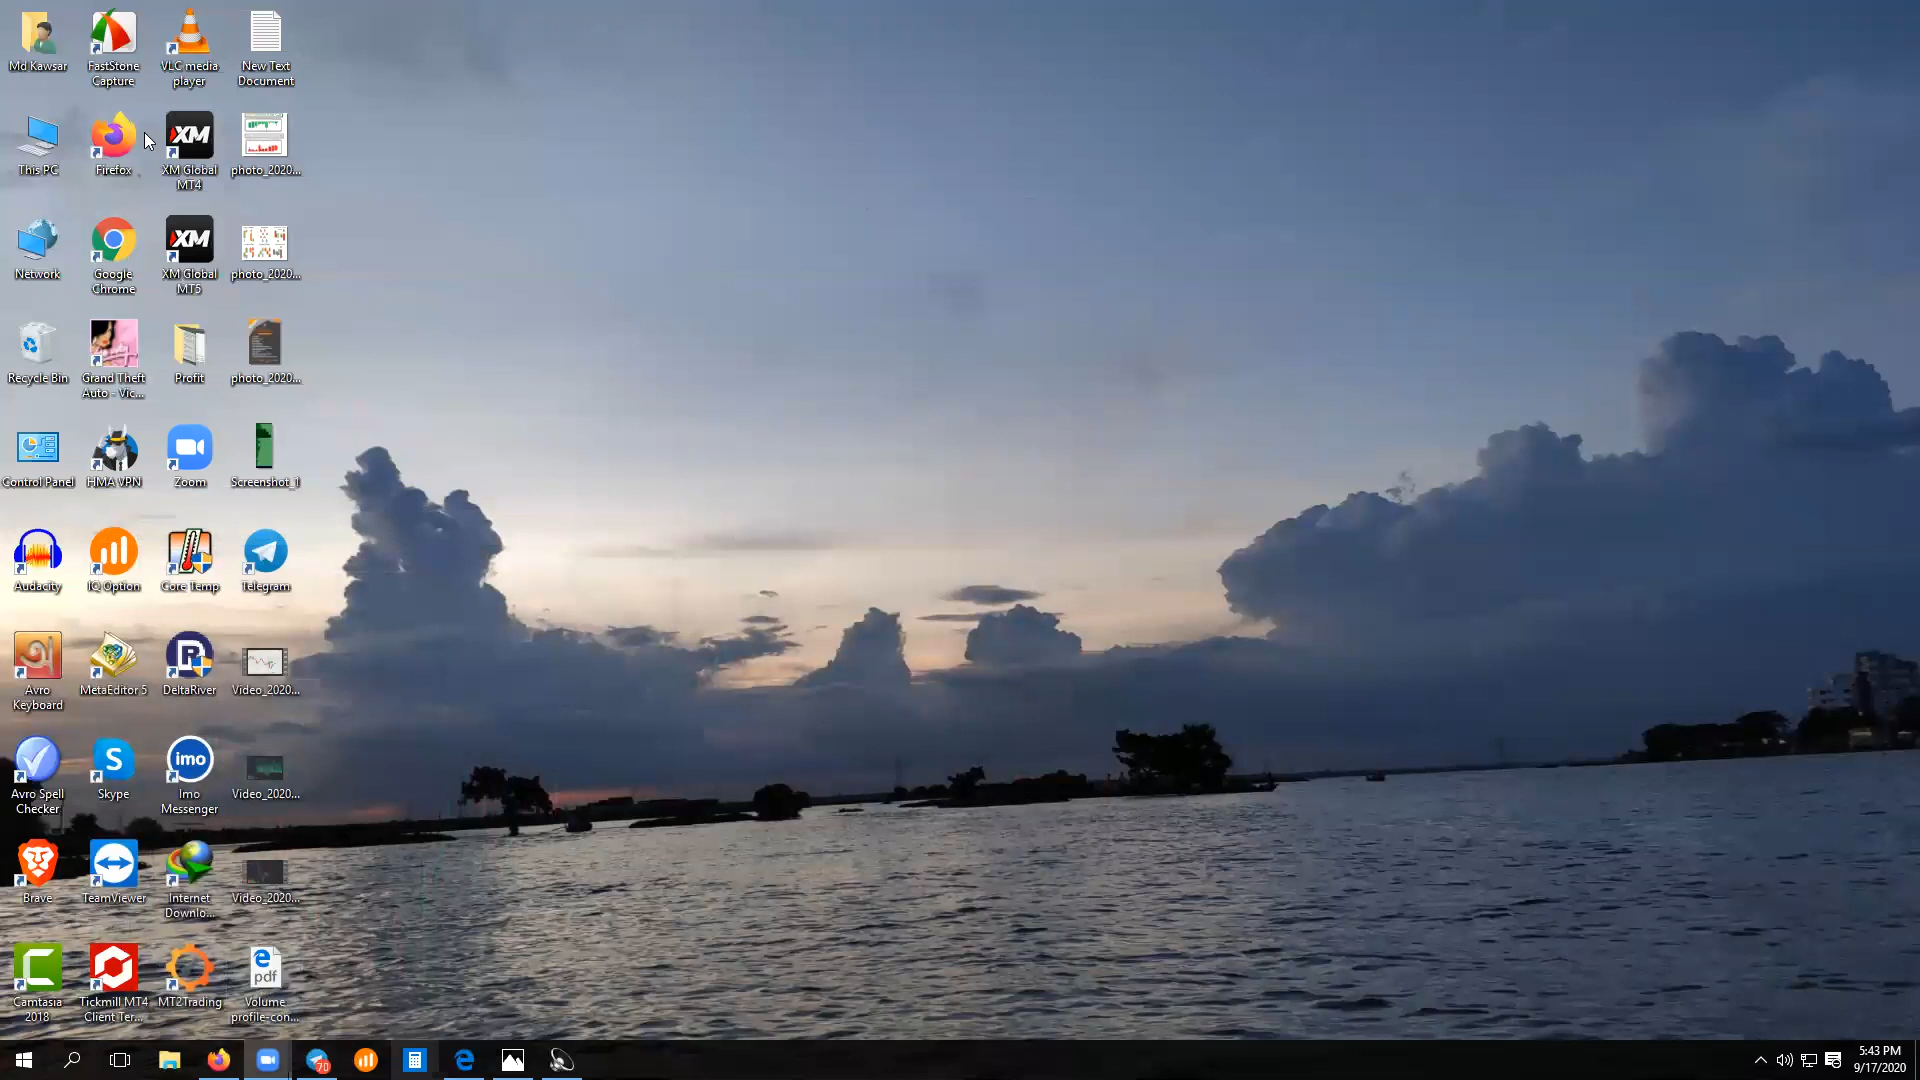 Md Kawsar
FastStone
Capture
VLC media
player
New Text
Document
This PC
Firefox
XM
XM Global
MT4
photo_2020...
Network
Google
Chrome
XM
XM Global
MT5
photo_2020...
Recycle Bin
Grand Theft
Auto - Vic...
Profit
photo_2020...
Control Panel
HMA VPN
Zoom
Screenshot_1
Audacity
IQ Option
Core Temp
Telegram
Avro
Keyboard
MetaEditor 5
DeltaRiver
Video_2020...
Avro Spell
Checker
Skype
imo
Imo
Messenger
Video_2020...
Brave
TeamViewer
Internet
Downlo...
Video_2020...
Camtasia
2018
Tickmill MT4
Client Ter...
MT2Trading
pdf
Volume
profile-con...
70
5:43 PM
9/17/2020